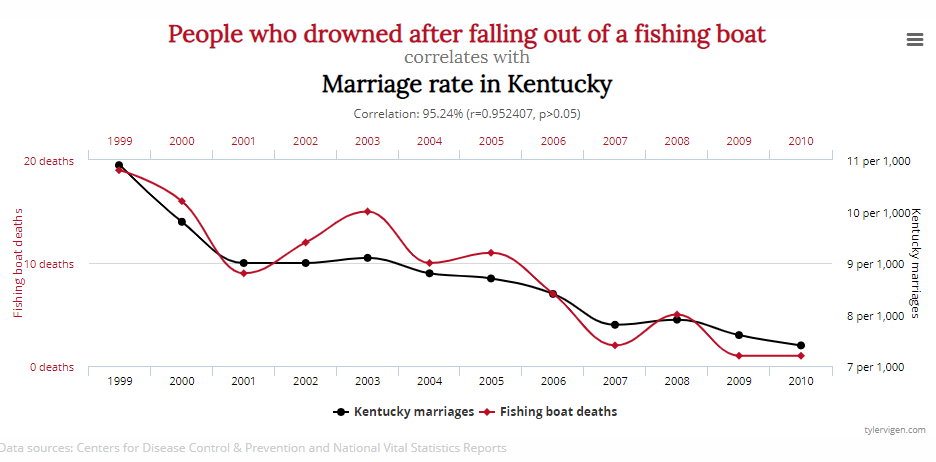 People who drowned after falling out of a fishing boat
correlates with
Marriage rate in Kentucky
Correlation: 95.24% (r=0.952407, p>0.05)
1999 2000 2001 2002 2003 2004 2005 2006 2007 2008 2009 2010
20 deaths
10 deaths
0 deaths
Fishing boat deaths
11 per 1,000
10 per 1,000
9 per 1,000
8 per 1,000
7 per 1,000
Kentucky marriages
1999 2000 2001 2002 2003 2004 2005 2006 2007 2008 2009 2010
Kentucky marriages Fishing boat deaths
tylervigen.com
Data sources: Centers for Disease Control & Prevention and National Vital Statistics Reports